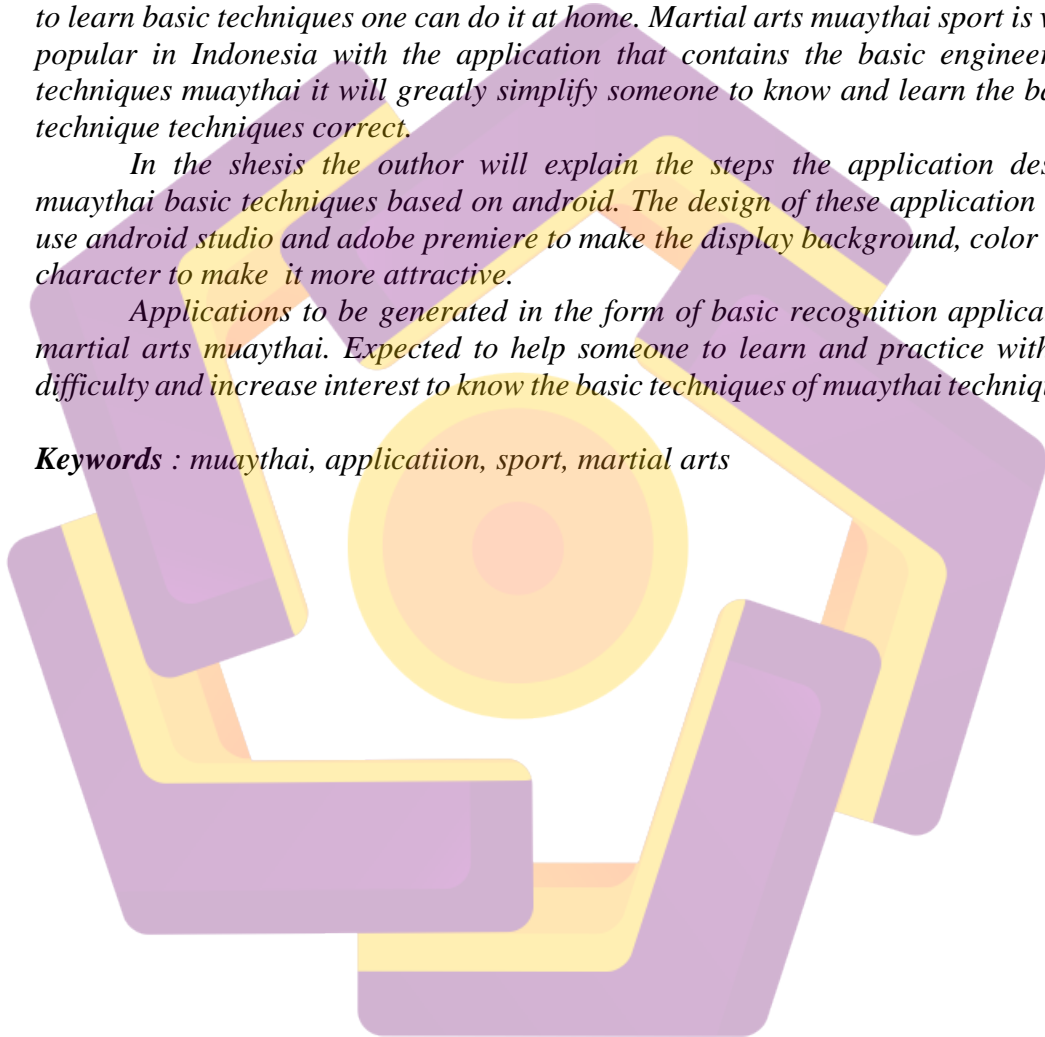 to learn basic techniques one can do it at home. Martial arts muaythai sport is
popular in Indonesia with the application that contains the basic
techniques muaythai it will greatly simplify someone to know and learn the
technique techniques correct.
In the shesis the outhor will explain the steps the application
muaythai basic techniques based on android. The design of these application
use android studio and adobe premiere to make the display background, color
character to make it more attractive.
Applications to be generated in the form of basic recognition
martial arts muaythai. Expected to help someone to learn and practice
difficulty and increase interest to know the basic techniques of muaythai
Keywords : muaythai, applicatiion, sport, martial arts